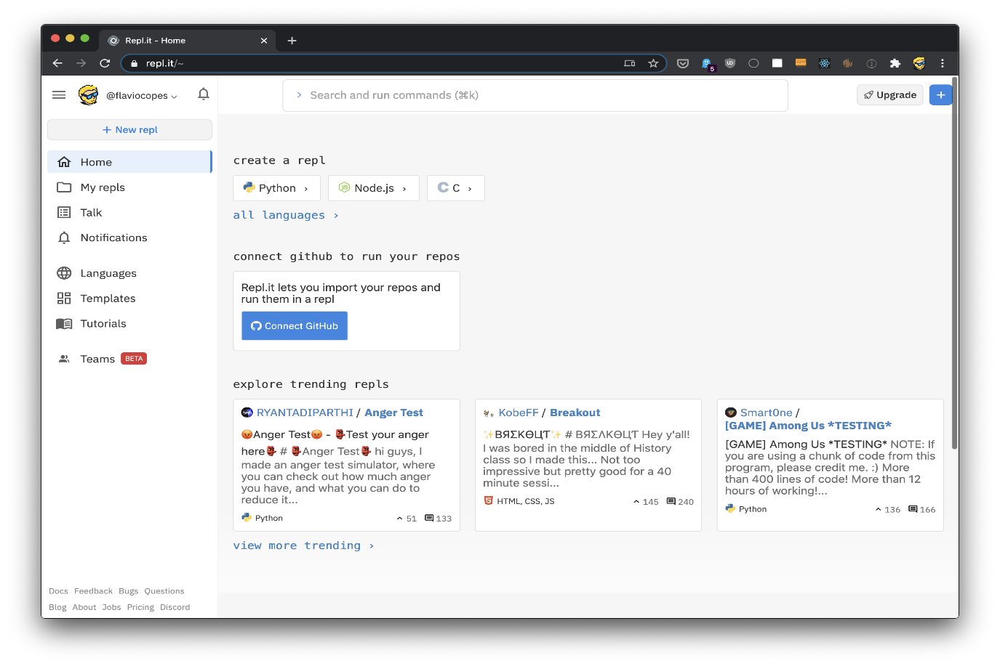 Repl.it - Home
repl.it/~
5
@flaviocopes
Search and run commands (⌘k)
Upgrade
+ New repl
Home
My repls
Talk
Notifications
Languages
Templates
Tutorials
Teams BETA
Docs Feedback Bugs Questions
Blog About Jobs Pricing Discord
create a repl
Python ›
Node.js ›
C ›
all languages ›
connect github to run your repos
Repl.it lets you import your repos and
run them in a repl
Connect GitHub
explore trending repls
RYANTADIPARTHI / Anger Test
😡Anger Test😡 - 👺Test your anger
here👺 # 👺Anger Test👺 hi guys, I
made an anger test simulator, where
you can check out how much anger
you have, and what you can do to
reduce it...
Python
51 133
KobeFF / Breakout
✨BЯΣKΘЦƬ✨ # BЯΣΛKΘЦƬ Hey y'all!
I was bored in the middle of History
class so I made this... Not too
impressive but pretty good for a 40
minute sessi...
HTML, CSS, JS
145 240
Smart0ne /
[GAME] Among Us *TESTING*
[GAME] Among Us *TESTING* NOTE: If
you are using a chunk of code from this
program, please credit me. :) More
than 400 lines of code! More than 12
hours of working!...
Python
136 166
view more trending ›